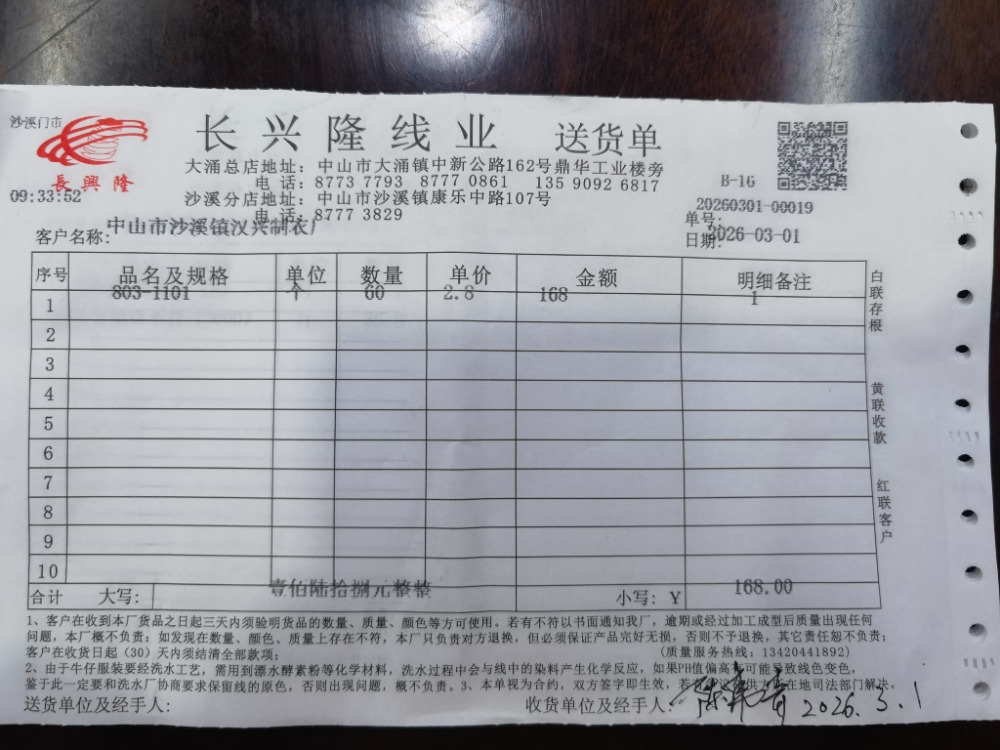 沙溪门市
長興隆
09:33:52
长兴隆线业 送货单
大涌总店地址: 中山市大涌镇中新公路162号鼎华工业楼旁
电 话: 8773 7793 8777 0861 135 9092 6817
沙溪分店地址: 中山市沙溪镇康乐中路107号
电 话: 8777 3829
B-16
单号: 20260301-00019
日期: 2026-03-01
客户名称: 中山市沙溪镇汉兴制衣厂
序号 品名及规格 单位 数量 单价 金额 明细备注
1 803-1101 个 60 2.8 168 1
2
3
4
5
6
7
8
9
10
合计 大写: 壹佰陆拾捌元整整 小写: Y 168.00
白联存根
黄联收款
红联客户
1、客户在收到本厂货品之日起三天内须验明货品的数量、质量、颜色等方可使用。若有不符以书面通知我厂，逾期或经过加工成型后质量出现任何
问题，本厂概不负责；如发现在数量、颜色、质量上存在不符，本厂只负责对方退换，但必须保证产品完好无损，否则不予退换，其它责任恕不负责；
客户在收货日起（30）天内须结清全部款项； (质量服务热线: 13420441892)
2、由于牛仔服装要经洗水工艺，需用到漂水酵素粉等化学材料，洗水过程中会与线中的染料产生化学反应，如果PH值偏高有可能导致线色变色，
鉴于此一定要和洗水厂协商要求保留线的原色，否则出现问题，概不负责。3、本单视为合约，双方签字即生效，若 在地司法部门解决。
送货单位及经手人:
收货单位及经手人: 2026.3.1